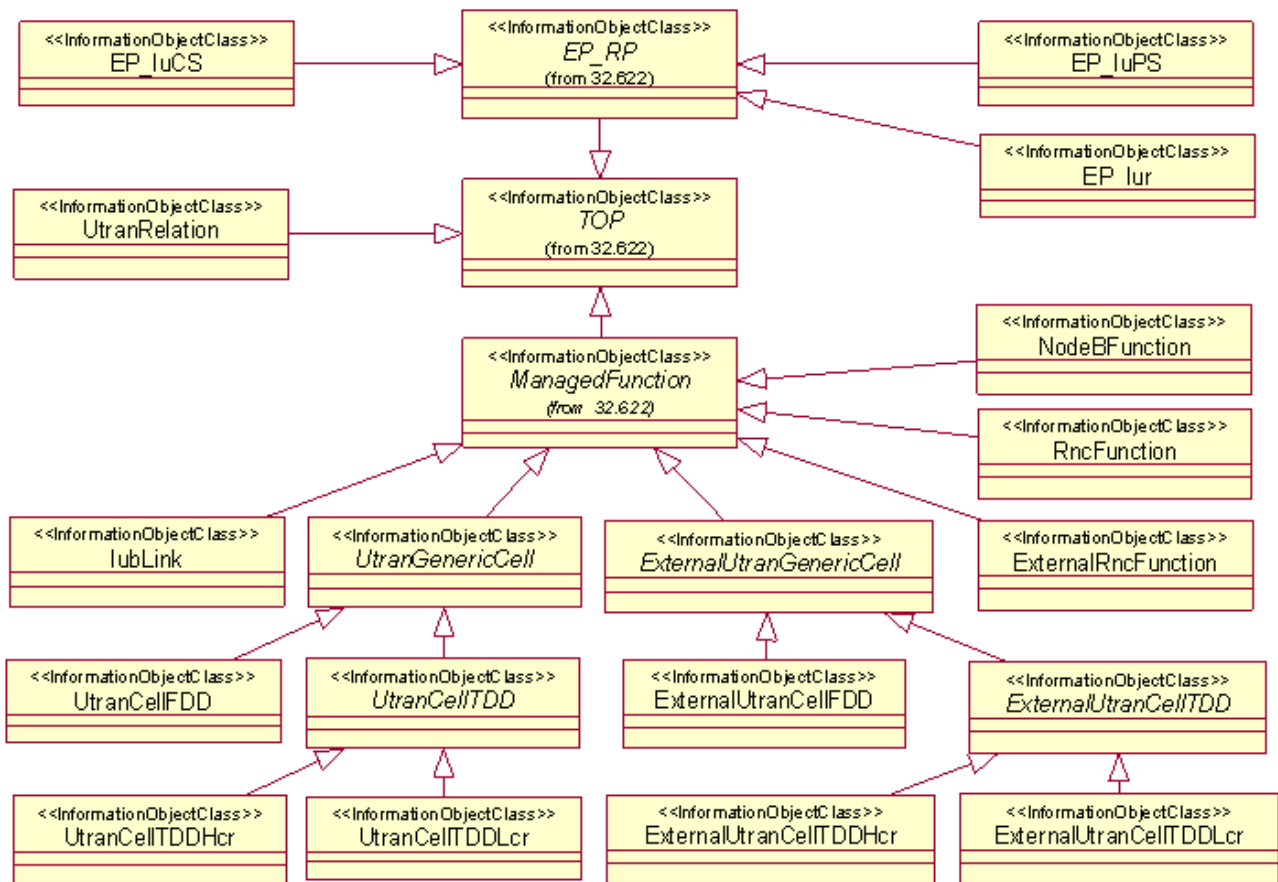 <<InformationObjectClass>>
EP_IuCS
<<InformationObjectClass>>
EP_RP
(from 32.622)
<<InformationObjectClass>>
EP_IuPS
<<InformationObjectClass>>
EP_Iur
<<InformationObjectClass>>
UtranRelation
<<InformationObjectClass>>
TOP
(from 32.622)
<<InformationObjectClass>>
ManagedFunction
(from 32.622)
<<InformationObjectClass>>
NodeBFunction
<<InformationObjectClass>>
RncFunction
<<InformationObjectClass>>
IubLink
<<InformationObjectClass>>
UtranGenericCell
<<InformationObjectClass>>
ExternalUtranGenericCell
<<InformationObjectClass>>
ExternalRncFunction
<<InformationObjectClass>>
UtranCellFDD
<<InformationObjectClass>>
UtranCellTDD
<<InformationObjectClass>>
ExternalUtranCellFDD
<<InformationObjectClass>>
ExternalUtranCellTDD
<<InformationObjectClass>>
UtranCellTDDHcr
<<InformationObjectClass>>
UtranCellTDDLcr
<<InformationObjectClass>>
ExternalUtranCellTDDHcr
<<InformationObjectClass>>
ExternalUtranCellTDDLcr